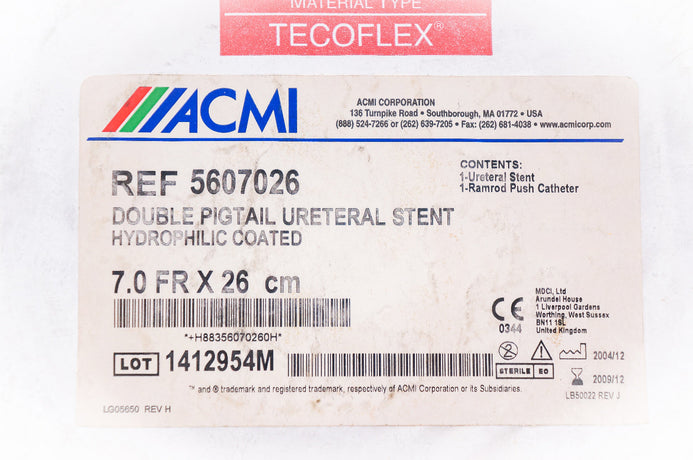 MATERIAL TYPE
TECOFLEX®
ACMI
ACMI CORPORATION
136 Turnpike Road • Southborough, MA 01772 • USA
(888) 524-7266 or (262) 639-7205 • Fax: (262) 681-4038 • www.acmicorp.com
REF 5607026
DOUBLE PIGTAIL URETERAL STENT
HYDROPHILIC COATED
7.0 FR X 26 cm
CONTENTS:
1-Ureteral Stent
1-Ramrod Push Catheter
*+H88356070260H*
LOT 1412954M
CE
0344
MDCI, Ltd
Arundel House
1 Liverpool Gardens
Worthing, West Sussex
BN11 1SL
United Kingdom
2
2004/12
STERILE EO
2009/12
™ and ® trademark and registered trademark, respectively of ACMI Corporation or its Subsidiaries.
LG05650 REV H
LB50022 REV J